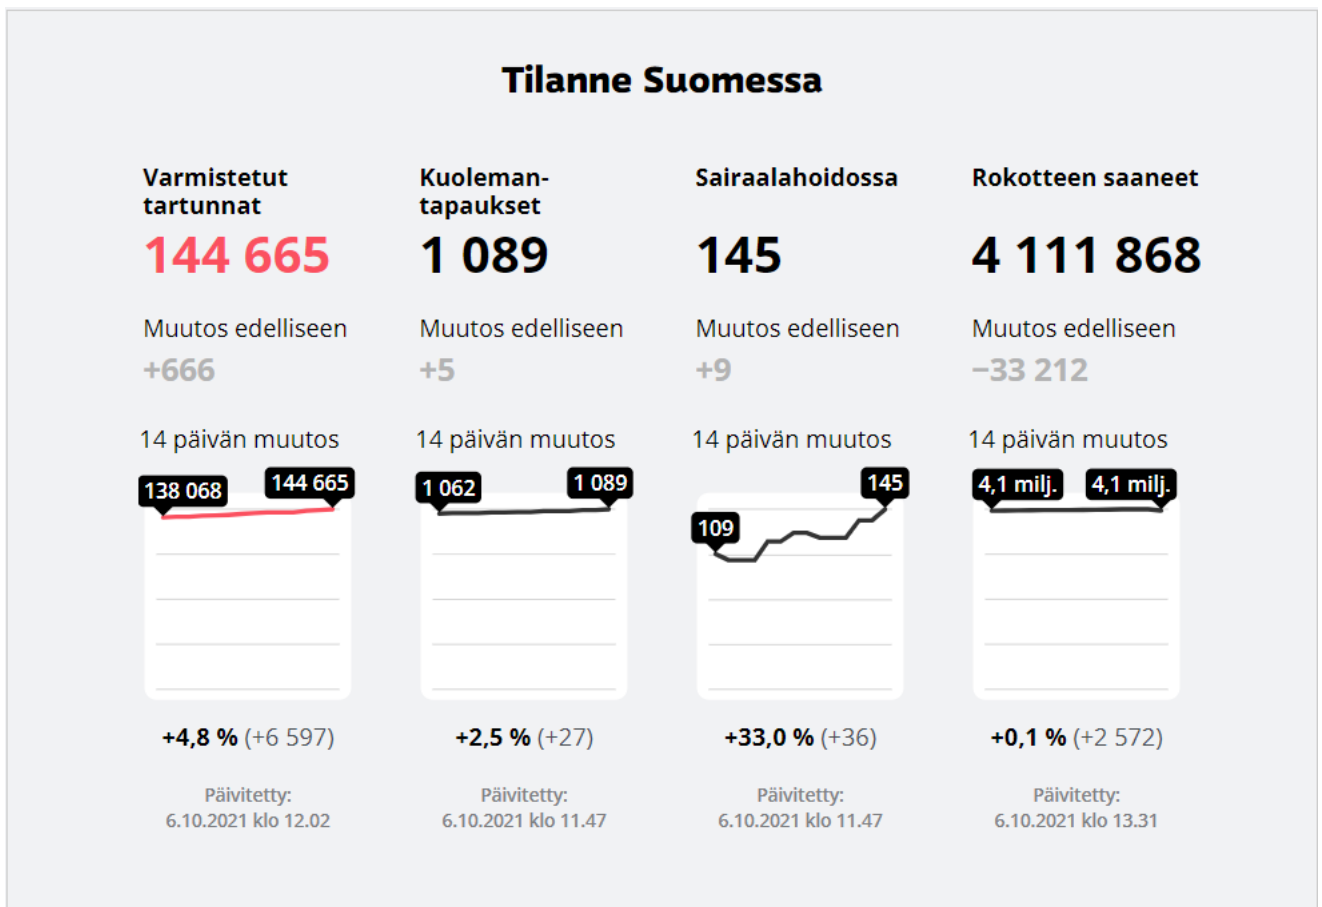 Tilanne Suomessa
Varmistetut
tartunnat
144 665
Muutos edelliseen
+666
14 päivän muutos
138 068
144 665
+4,8 % (+6 597)
Päivitetty:
6.10.2021 klo 12.02
Kuoleman-
tapaukset
1 089
Muutos edelliseen
+5
14 päivän muutos
1 062
1 089
+2,5 % (+27)
Päivitetty:
6.10.2021 klo 11.47
Sairaalahoidossa
145
Muutos edelliseen
+9
14 päivän muutos
109
145
+33,0 % (+36)
Päivitetty:
6.10.2021 klo 11.47
Rokotteen saaneet
4 111 868
Muutos edelliseen
−33 212
14 päivän muutos
4,1 milj.
4,1 milj.
+0,1 % (+2 572)
Päivitetty:
6.10.2021 klo 13.31